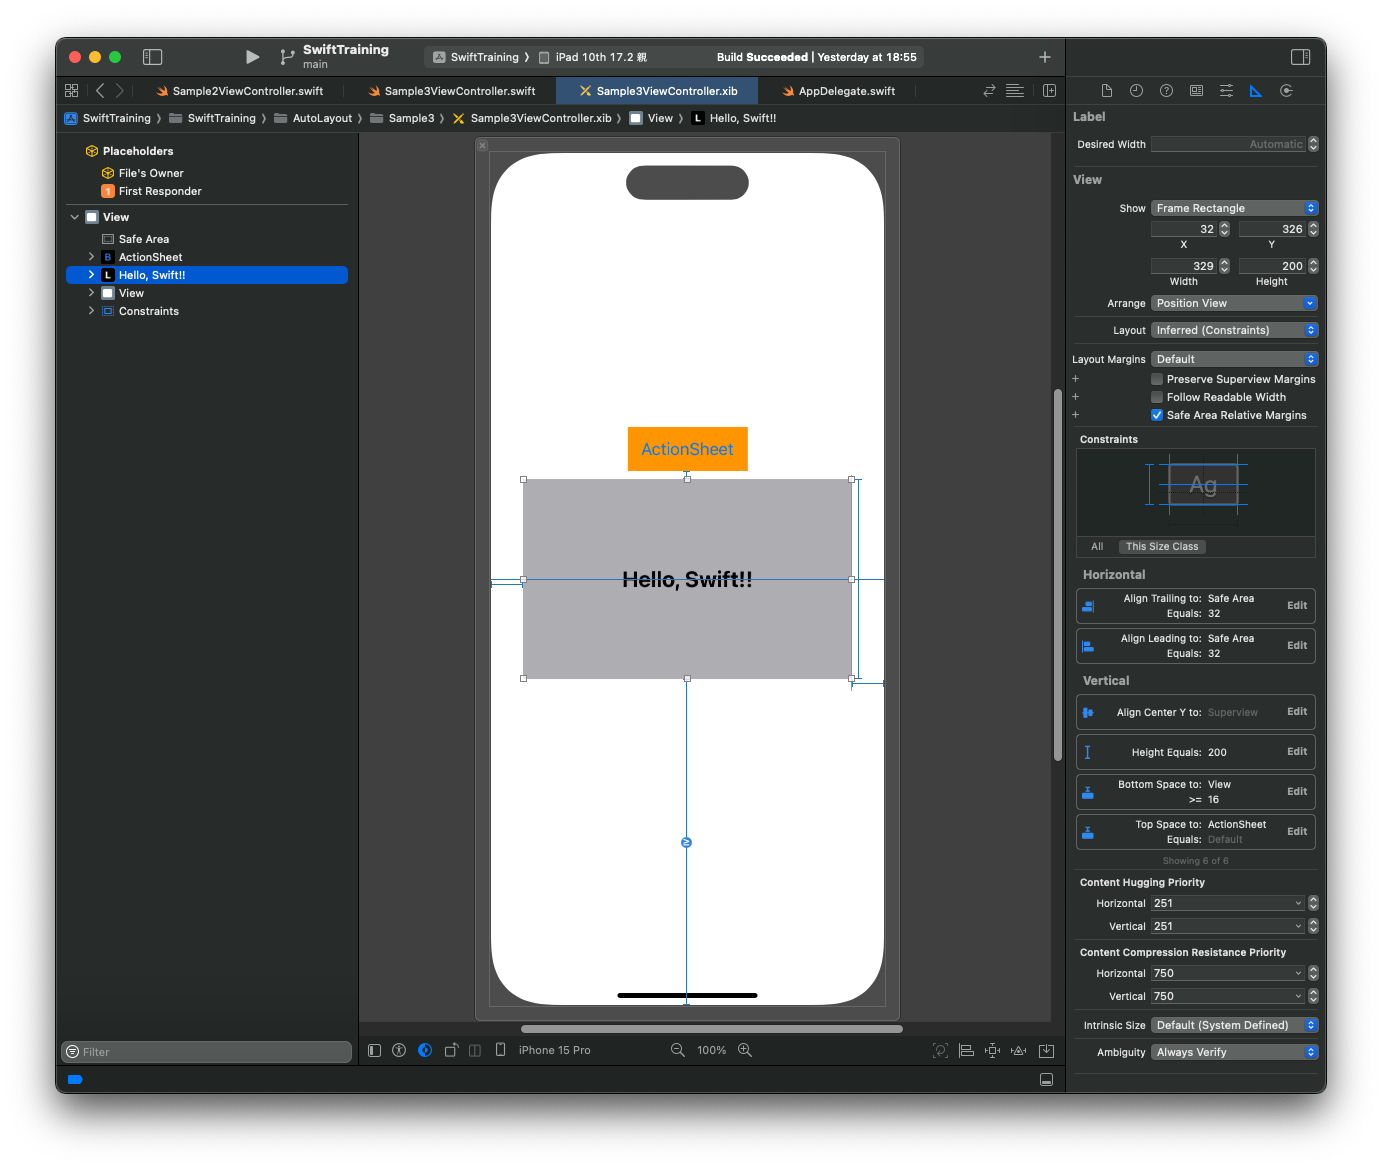 SwiftTraining
main
SwiftTraining 〉 iPad 10th 17.2 親
Build Succeeded | Yesterday at 18:55
Sample2ViewController.swift
Sample3ViewController.swift
Sample3ViewController.xib
AppDelegate.swift
SwiftTraining 〉 SwiftTraining 〉 AutoLayout 〉 Sample3 〉 Sample3ViewController.xib 〉 View 〉 L Hello, Swift!!
Placeholders
File's Owner
1 First Responder
View
Safe Area
B ActionSheet
L Hello, Swift!!
View
Constraints
Filter
ActionSheet
Hello, Swift!!
iPhone 15 Pro
100%
Label
Desired Width Automatic
View
Show Frame Rectangle
32 326
X Y
329 200
Width Height
Arrange Position View
Layout Inferred (Constraints)
Layout Margins Default
Preserve Superview Margins
Follow Readable Width
Safe Area Relative Margins
Constraints
Ag
All This Size Class
Horizontal
Align Trailing to: Safe Area
Equals: 32
Edit
Align Leading to: Safe Area
Equals: 32
Edit
Vertical
Align Center Y to: Superview
Edit
Height Equals: 200
Edit
Bottom Space to: View
>= 16
Edit
Top Space to: ActionSheet
Equals: Default
Edit
Showing 6 of 6
Content Hugging Priority
Horizontal 251
Vertical 251
Content Compression Resistance Priority
Horizontal 750
Vertical 750
Intrinsic Size Default (System Defined)
Ambiguity Always Verify